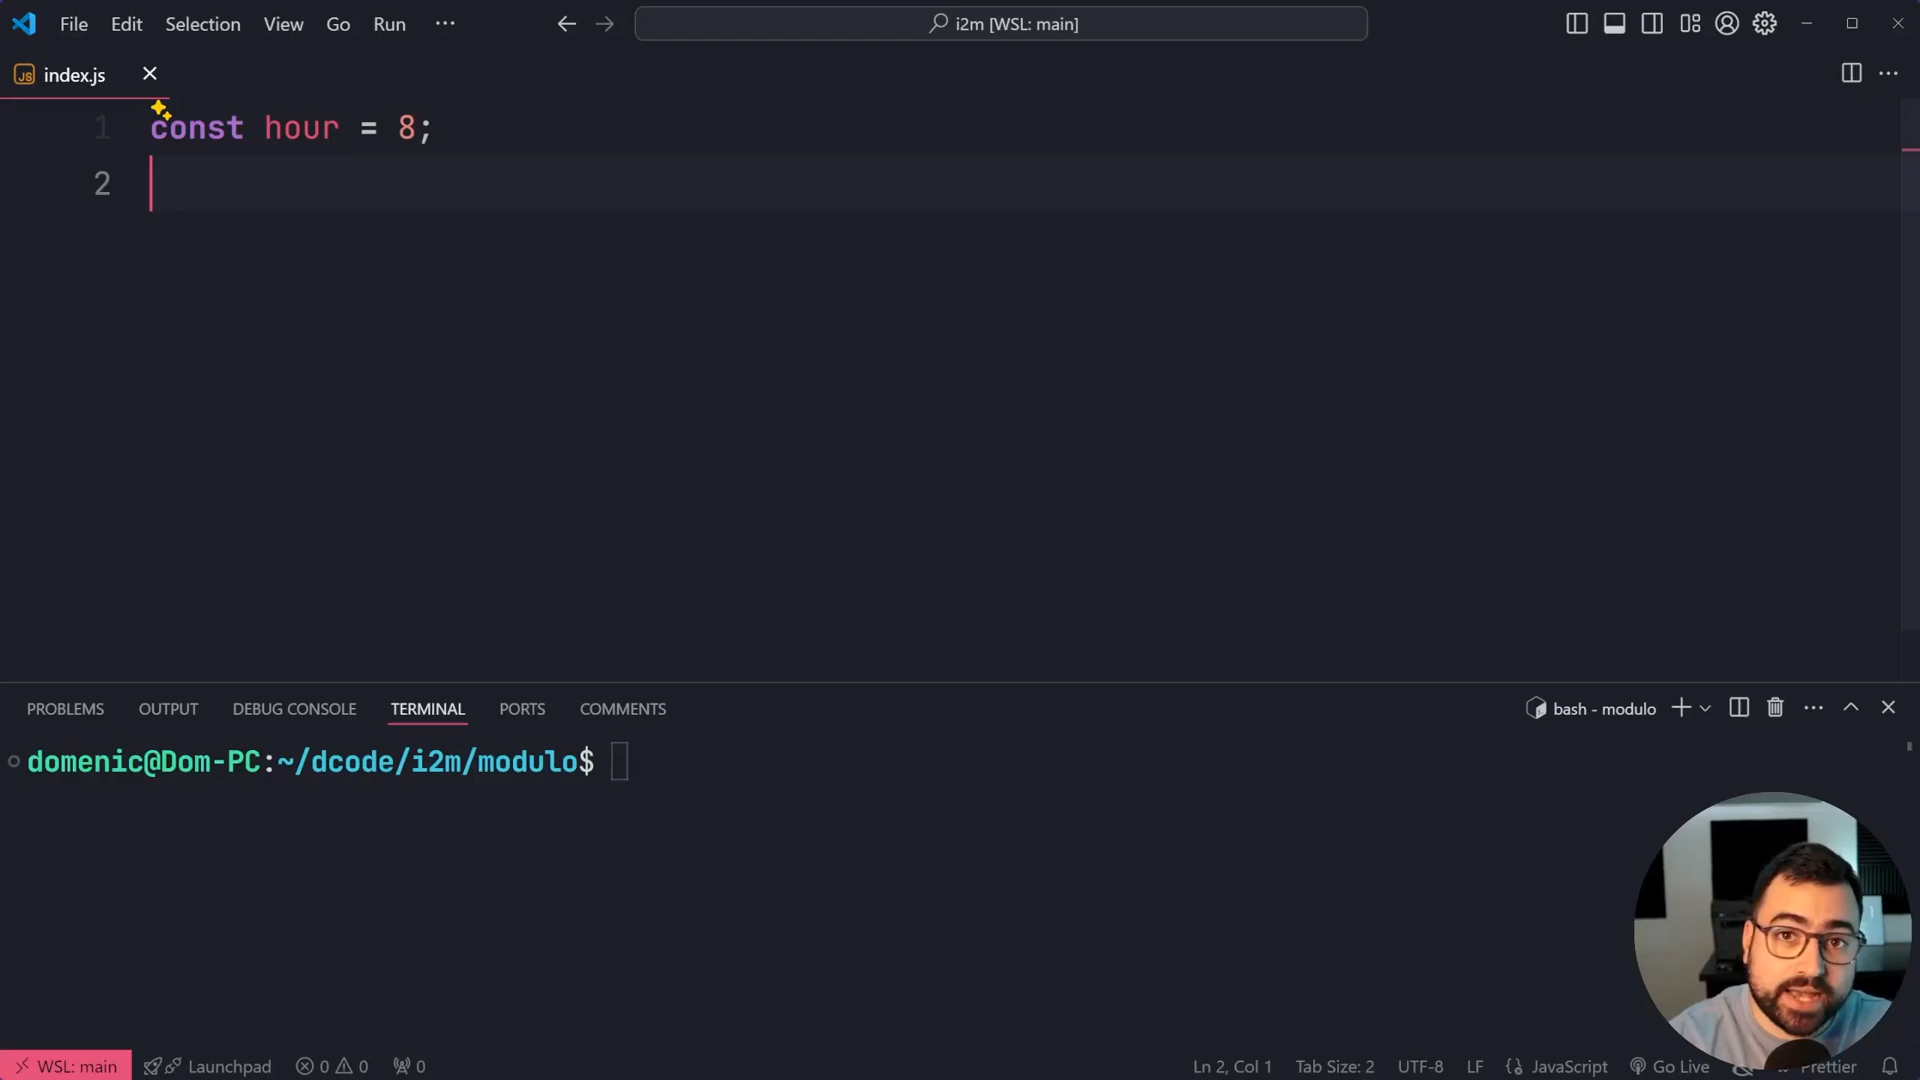 File Edit Selection View Go Run ···
i2m [WSL: main]
JS index.js
1 const hour = 8;
2
PROBLEMS OUTPUT DEBUG CONSOLE TERMINAL PORTS COMMENTS
bash - modulo
domenic@Dom-PC:~/dcode/i2m/modulo$
WSL: main Launchpad 0 0 0 Ln 2, Col 1 Tab Size: 2 UTF-8 LF {} JavaScript Go Live Prettier